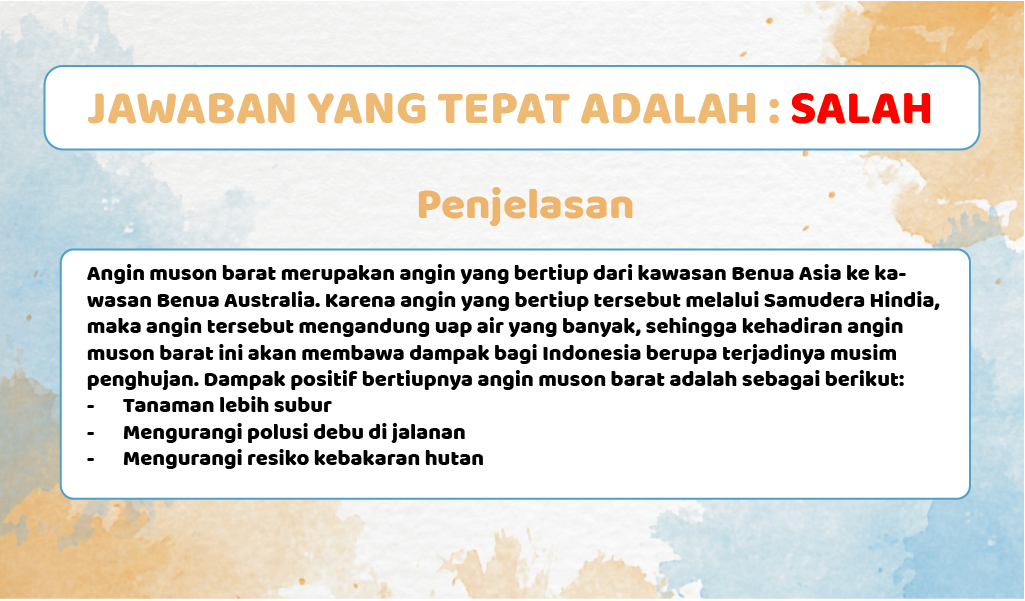 JAWABAN YANG TEPAT ADALAH : SALAH
Penjelasan
Angin muson barat merupakan angin yang bertiup dari kawasan Benua Asia ke ka-
wasan Benua Australia. Karena angin yang bertiup tersebut melalui Samudera Hindia,
maka angin tersebut mengandung uap air yang banyak, sehingga kehadiran angin
muson barat ini akan membawa dampak bagi Indonesia berupa terjadinya musim
penghujan. Dampak positif bertiupnya angin muson barat adalah sebagai berikut:
- Tanaman lebih subur
- Mengurangi polusi debu di jalanan
- Mengurangi resiko kebakaran hutan